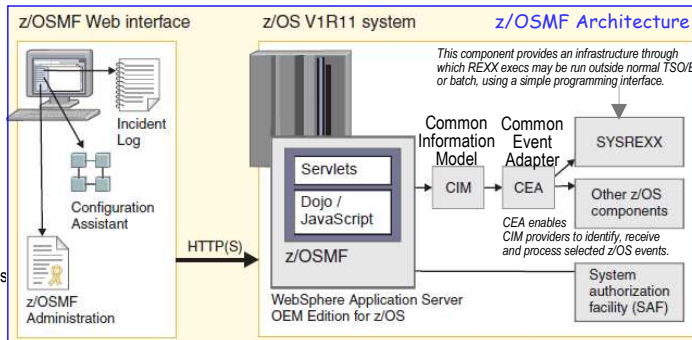 z/OSMF Web interface
z/OS V1R11 system
z/OSMF Architecture
This component provides an infrastructure through
which REXX execs may be run outside normal TSO/E
or batch, using a simple programming interface.
Incident
Log
Configuration
Assistant
z/OSMF
Administration
HTTP(S)
Servlets
Dojo /
JavaScript
z/OSMF
WebSphere Application Server
OEM Edition for z/OS
Common
Information
Model
CIM
Common
Event
Adapter
CEA
SYSREXX
Other z/OS
components
CEA enables
CIM providers to identify, receive
and process selected z/OS events.
System
authorization
facility (SAF)
s